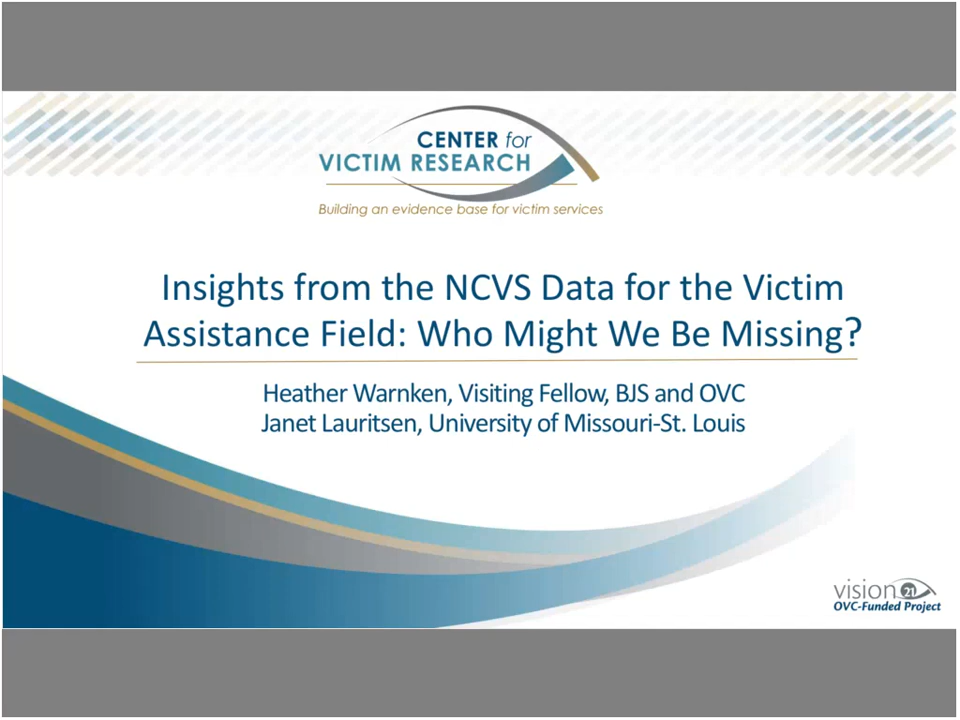 CENTER for
VICTIM RESEARCH
Building an evidence base for victim services
Insights from the NCVS Data for the Victim
Assistance Field: Who Might We Be Missing?
Heather Warnken, Visiting Fellow, BJS and OVC
Janet Lauritsen, University of Missouri-St. Louis
vision 21
OVC-Funded Project